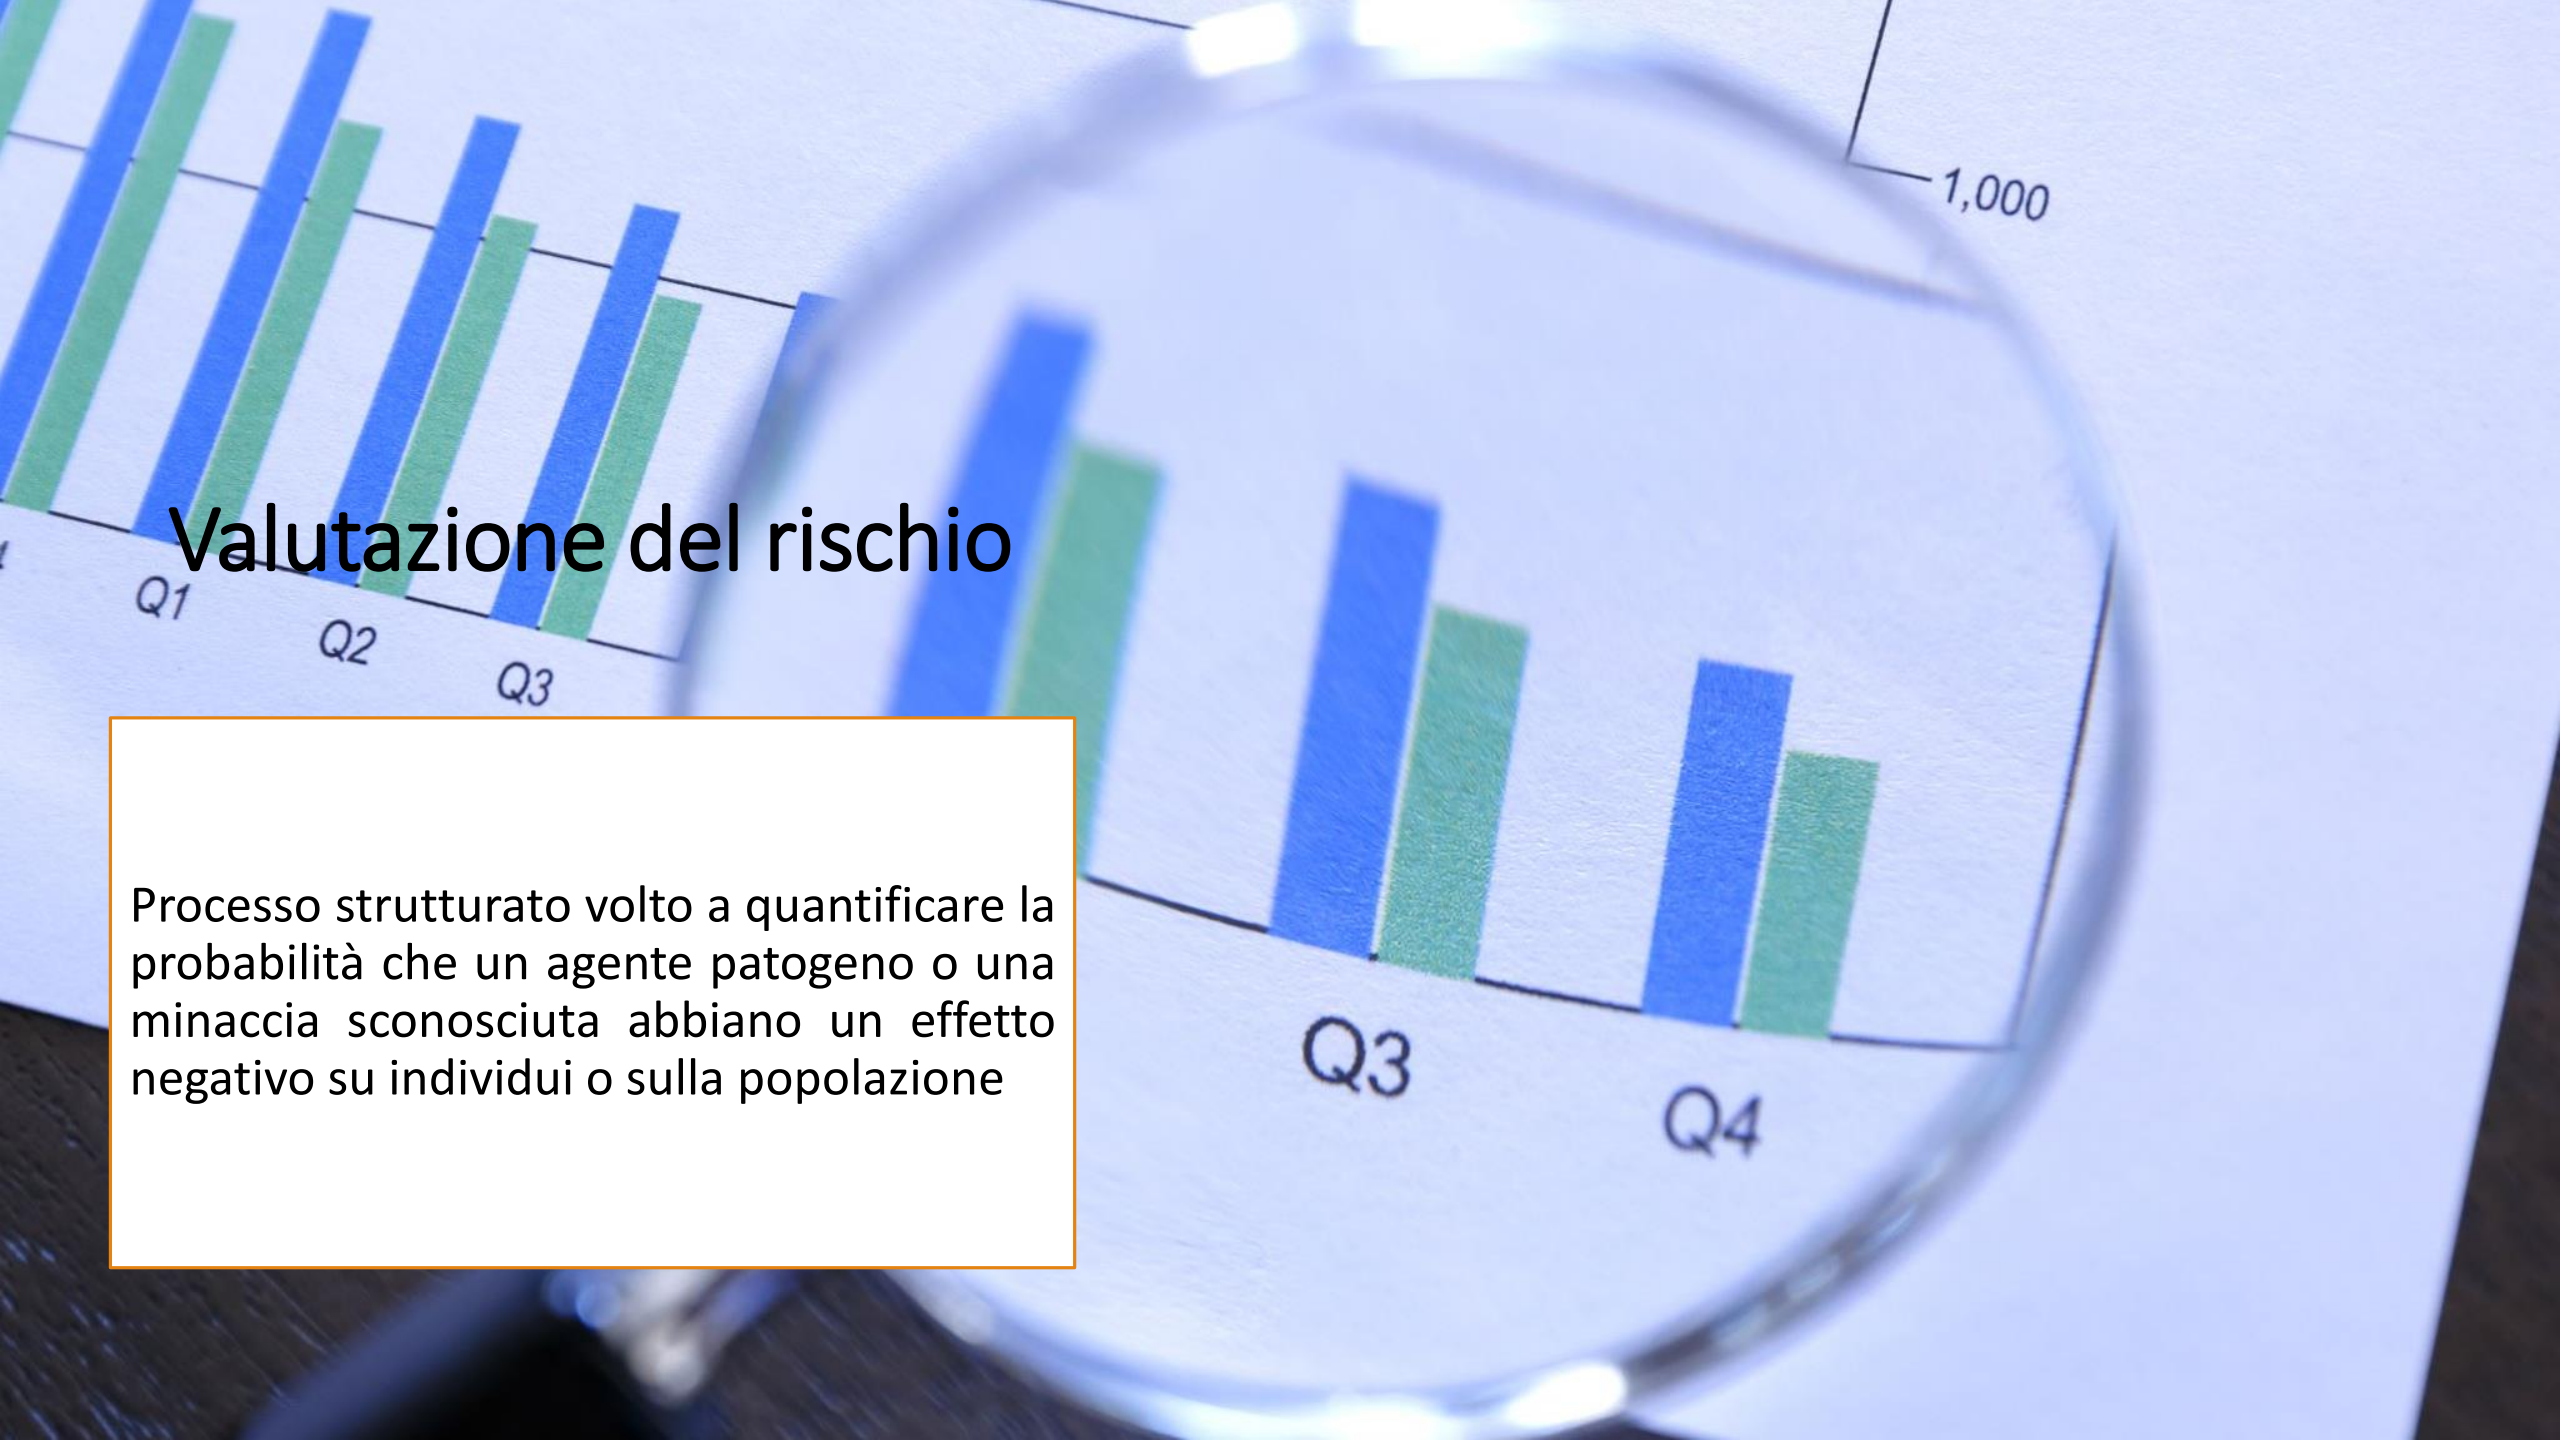 1,000
Valutazione del rischio
Q1
Q2
Q3
Processo strutturato volto a quantificare la
probabilità che un agente patogeno o una
minaccia sconosciuta abbiano un effetto
negativo su individui o sulla popolazione
Q3
Q4